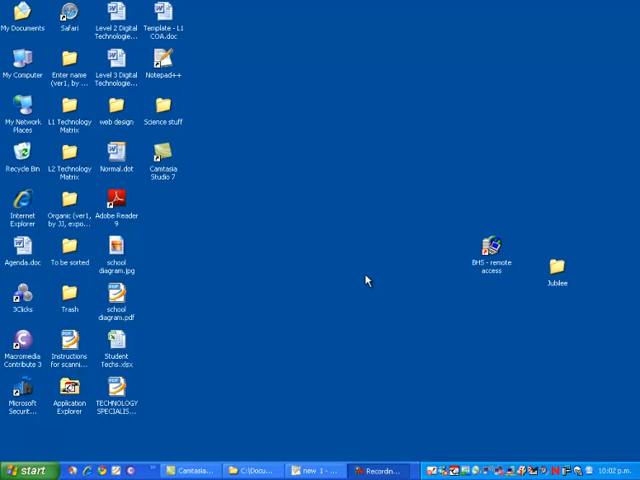 My Documents
Safari
Level 2 Digital
Technologie...
Template - L1
COA.doc
My Computer
Enter name
(ver1, by ...
Level 3 Digital
Technologie...
Notepad++
My Network
Places
L1 Technology
Matrix
web design
Science stuff
Recycle Bin
L2 Technology
Matrix
Normal.dot
Camtasia
Studio 7
Internet
Explorer
Organic (ver1,
by JJ, expo...
Adobe Reader
9
Agenda.doc
To be sorted
school
diagram.jpg
BHS - remote
access
Jubilee
3Clicks
Trash
school
diagram.pdf
Macromedia
Contribute 3
Instructions
for scanni...
Student
Techs.xlsx
Microsoft
Securit...
Application
Explorer
TECHNOLOGY
SPECIALIS...
start
Camtasia...
C:\Docu...
new 1 - ...
Recordin...
10:02 p.m.